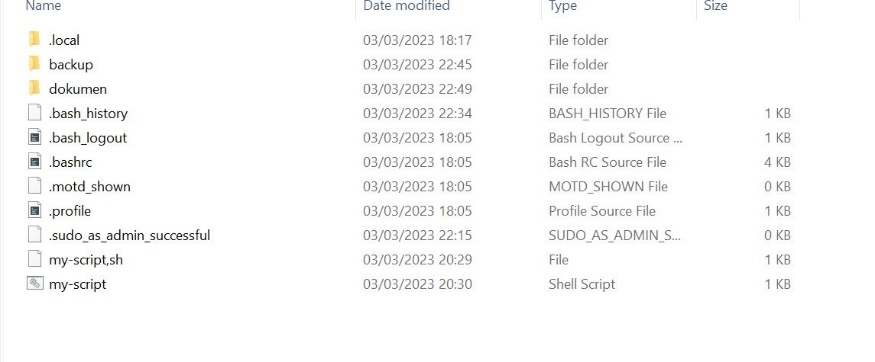 Name Date modified Type Size
.local 03/03/2023 18:17 File folder
backup 03/03/2023 22:45 File folder
dokumen 03/03/2023 22:49 File folder
.bash_history 03/03/2023 22:34 BASH_HISTORY File 1 KB
.bash_logout 03/03/2023 18:05 Bash Logout Source ... 1 KB
.bashrc 03/03/2023 18:05 Bash RC Source File 4 KB
.motd_shown 03/03/2023 18:05 MOTD_SHOWN File 0 KB
.profile 03/03/2023 18:05 Profile Source File 1 KB
.sudo_as_admin_successful 03/03/2023 22:15 SUDO_AS_ADMIN_S... 0 KB
my-script,sh 03/03/2023 20:29 File 1 KB
my-script 03/03/2023 20:30 Shell Script 1 KB